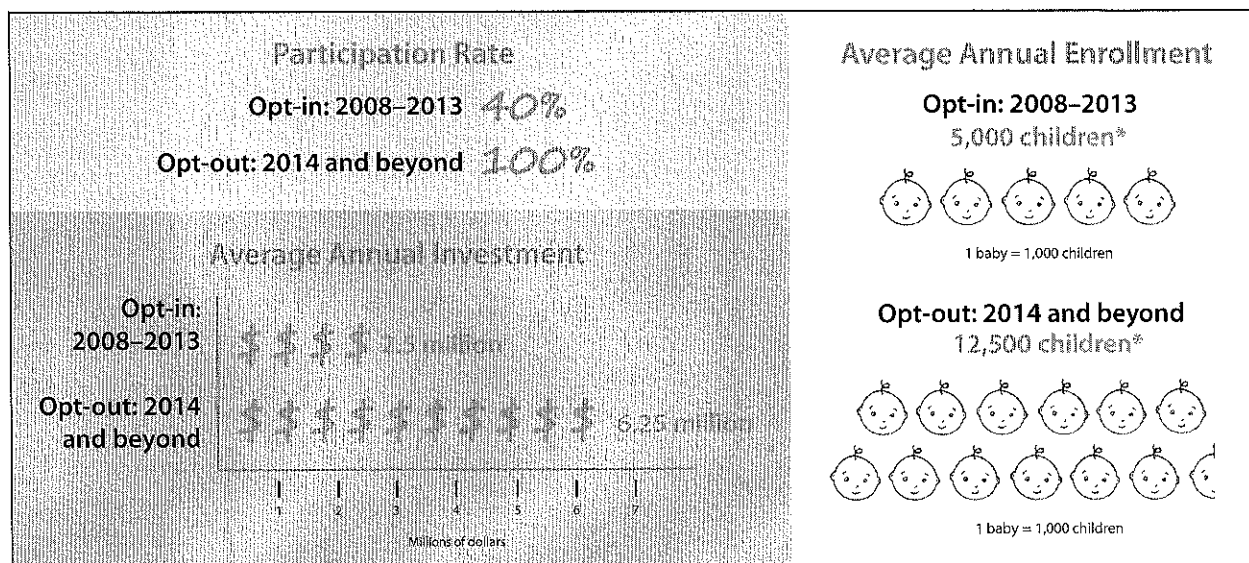 Participation Rate
Opt-in: 2008–2013 40%
Opt-out: 2014 and beyond 100%
Average Annual Investment
Opt-in:
2008–2013
$ $ $ $ 2.5 million
Opt-out: 2014
and beyond
$ $ $ $ $ $ $ $ $ $ 6.25 million
1 2 3 4 5 6 7
Millions of dollars
Average Annual Enrollment
Opt-in: 2008–2013
5,000 children*
1 baby = 1,000 children
Opt-out: 2014 and beyond
12,500 children*
1 baby = 1,000 children